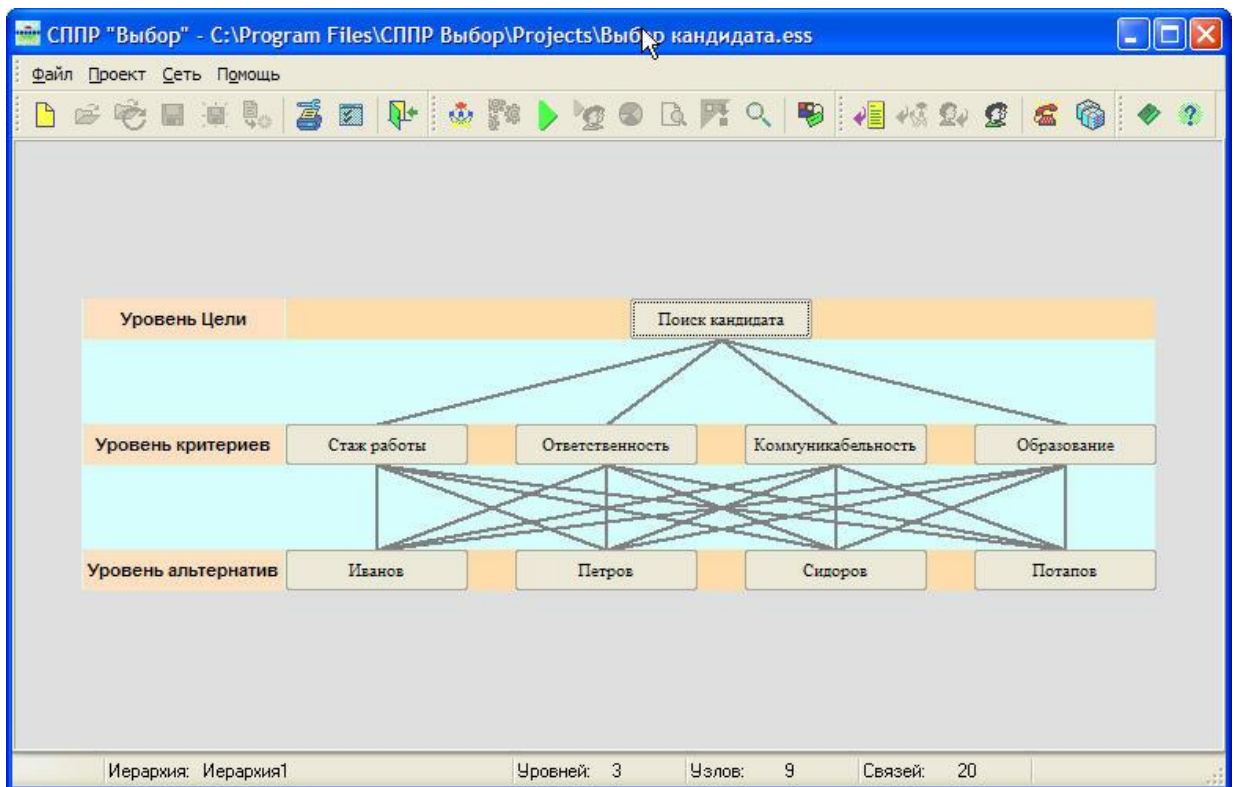 СППР "Выбор" - C:\Program Files\СППР Выбор\Projects\Выбор кандидата.ess
Файл Проект Сеть Помощь
Уровень Цели Поиск кандидата
Уровень критериев Стаж работы Ответственность Коммуникабельность Образование
Уровень альтернатив Иванов Петров Сидоров Потапов
Иерархия: Иерархия1 Уровней: 3 Узлов: 9 Связей: 20